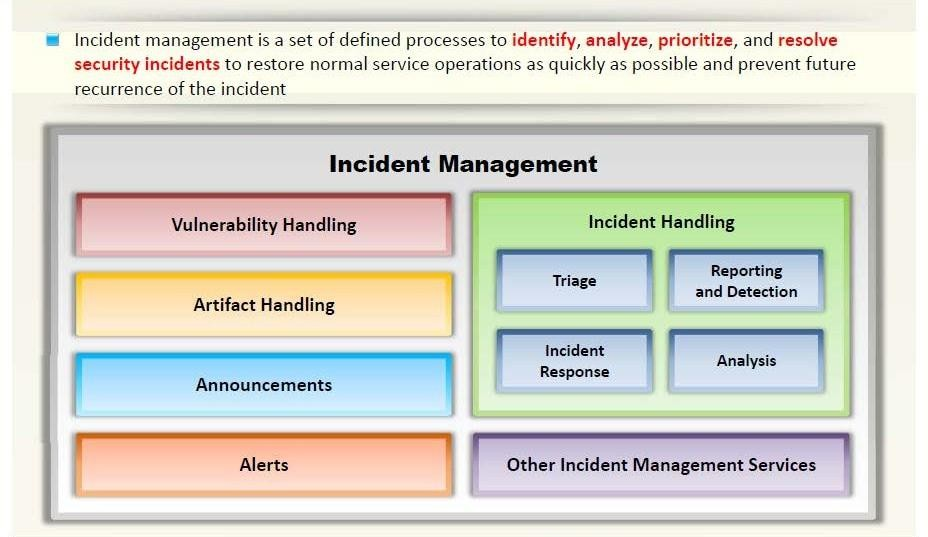 Incident management is a set of defined processes to identify, analyze, prioritize, and resolve
security incidents to restore normal service operations as quickly as possible and prevent future
recurrence of the incident
Incident Management
Vulnerability Handling
Artifact Handling
Announcements
Alerts
Incident Handling
Triage
Reporting
and Detection
Incident
Response
Analysis
Other Incident Management Services